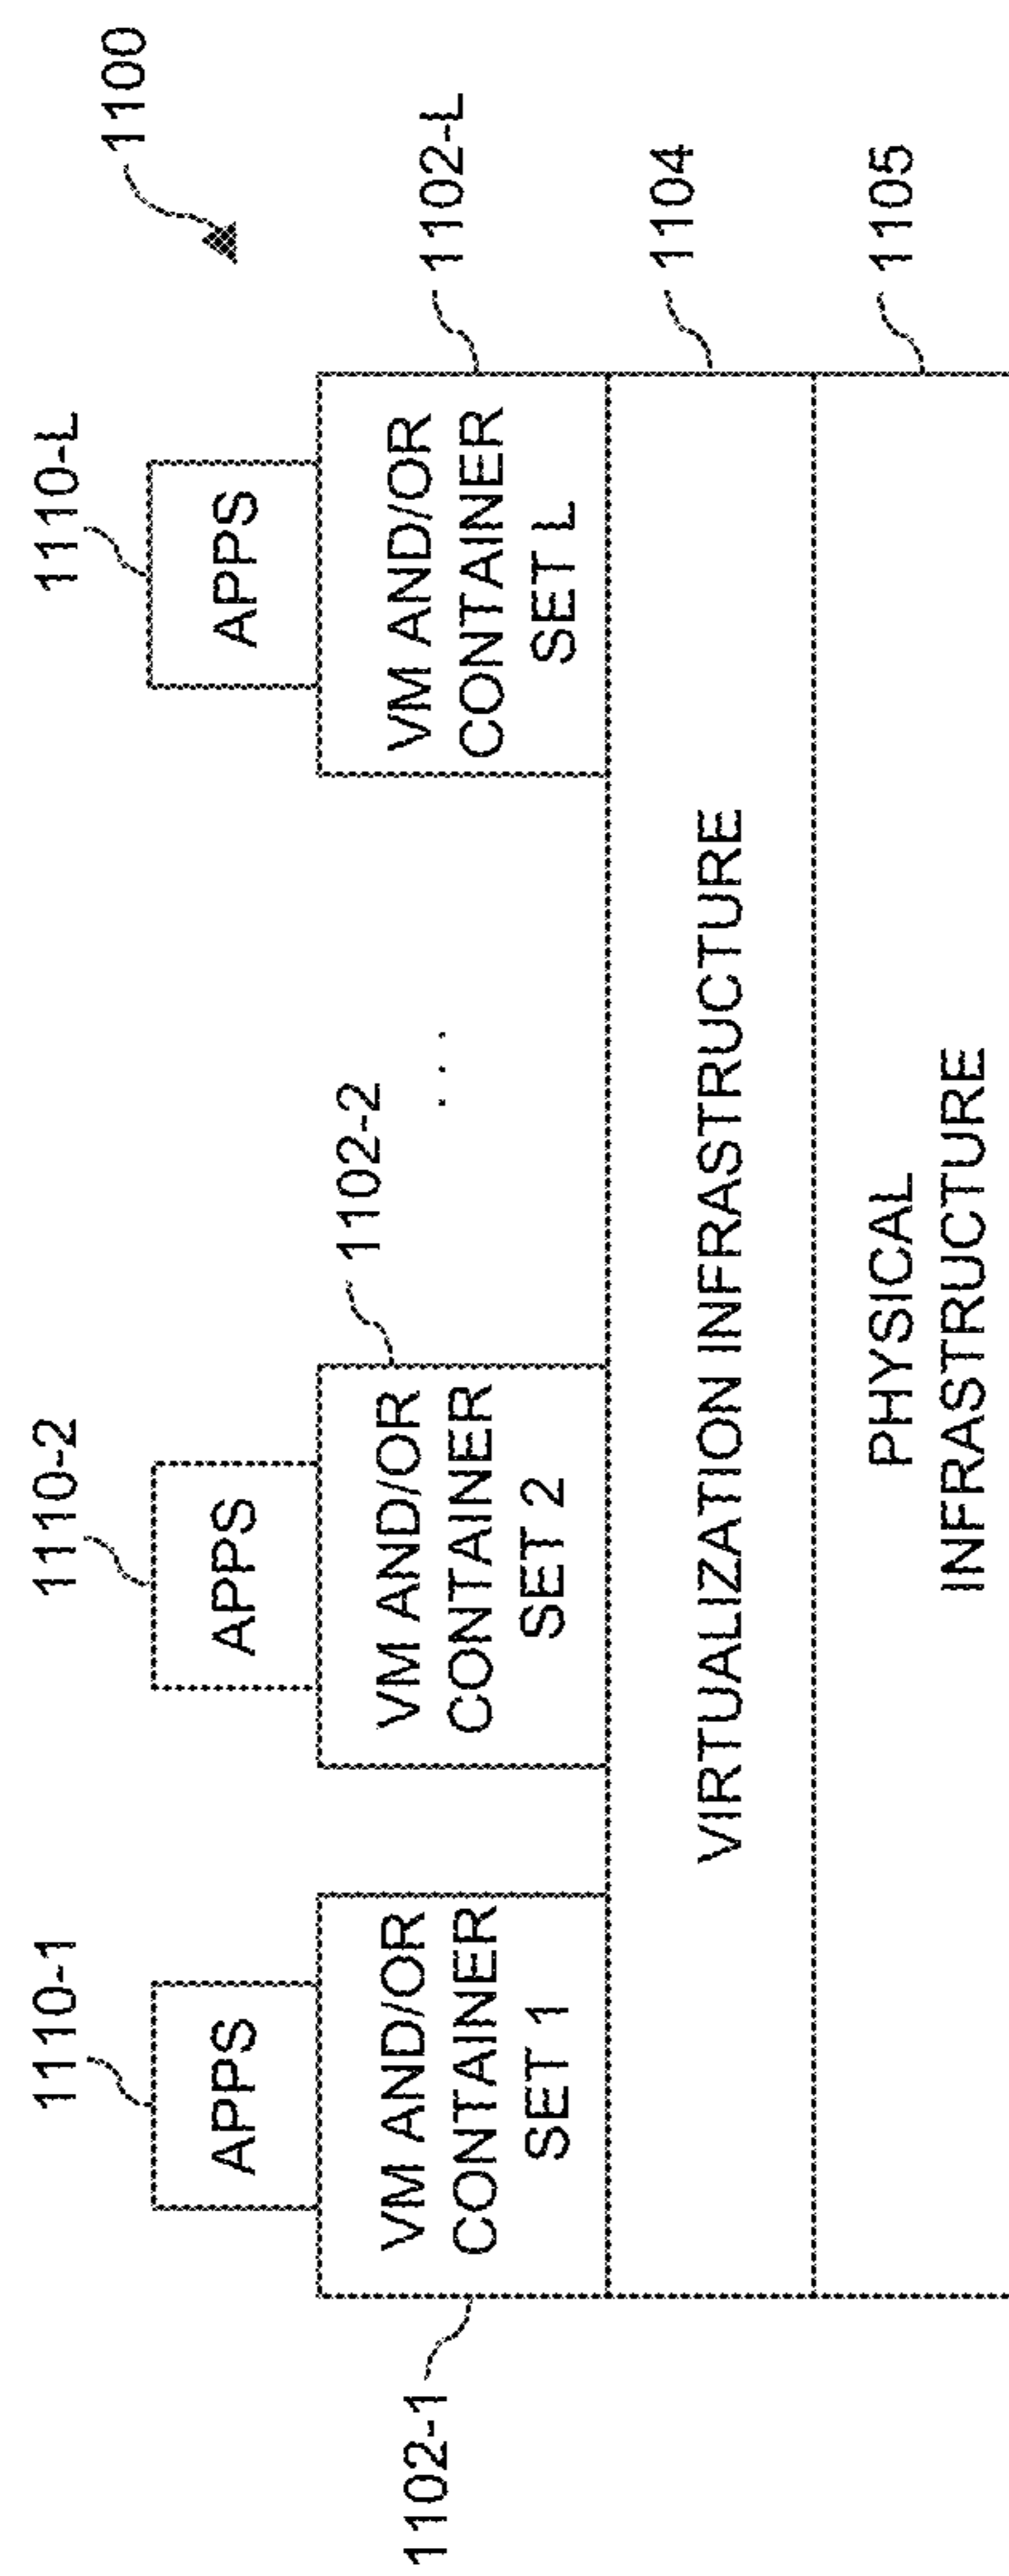 1100
1110-1
1110-2
1110-L
APPS
APPS
APPS
1102-1
VM AND/OR
CONTAINER
SET 1
VM AND/OR
CONTAINER
SET 2
1102-2
. . .
VM AND/OR
CONTAINER
SET L
1102-L
VIRTUALIZATION INFRASTRUCTURE
1104
PHYSICAL
INFRASTRUCTURE
1105